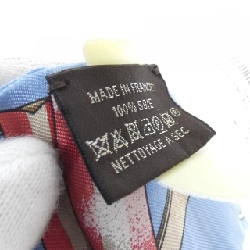 MADE IN FRANCE
100% SOIE
NETTOYAGE A SEC